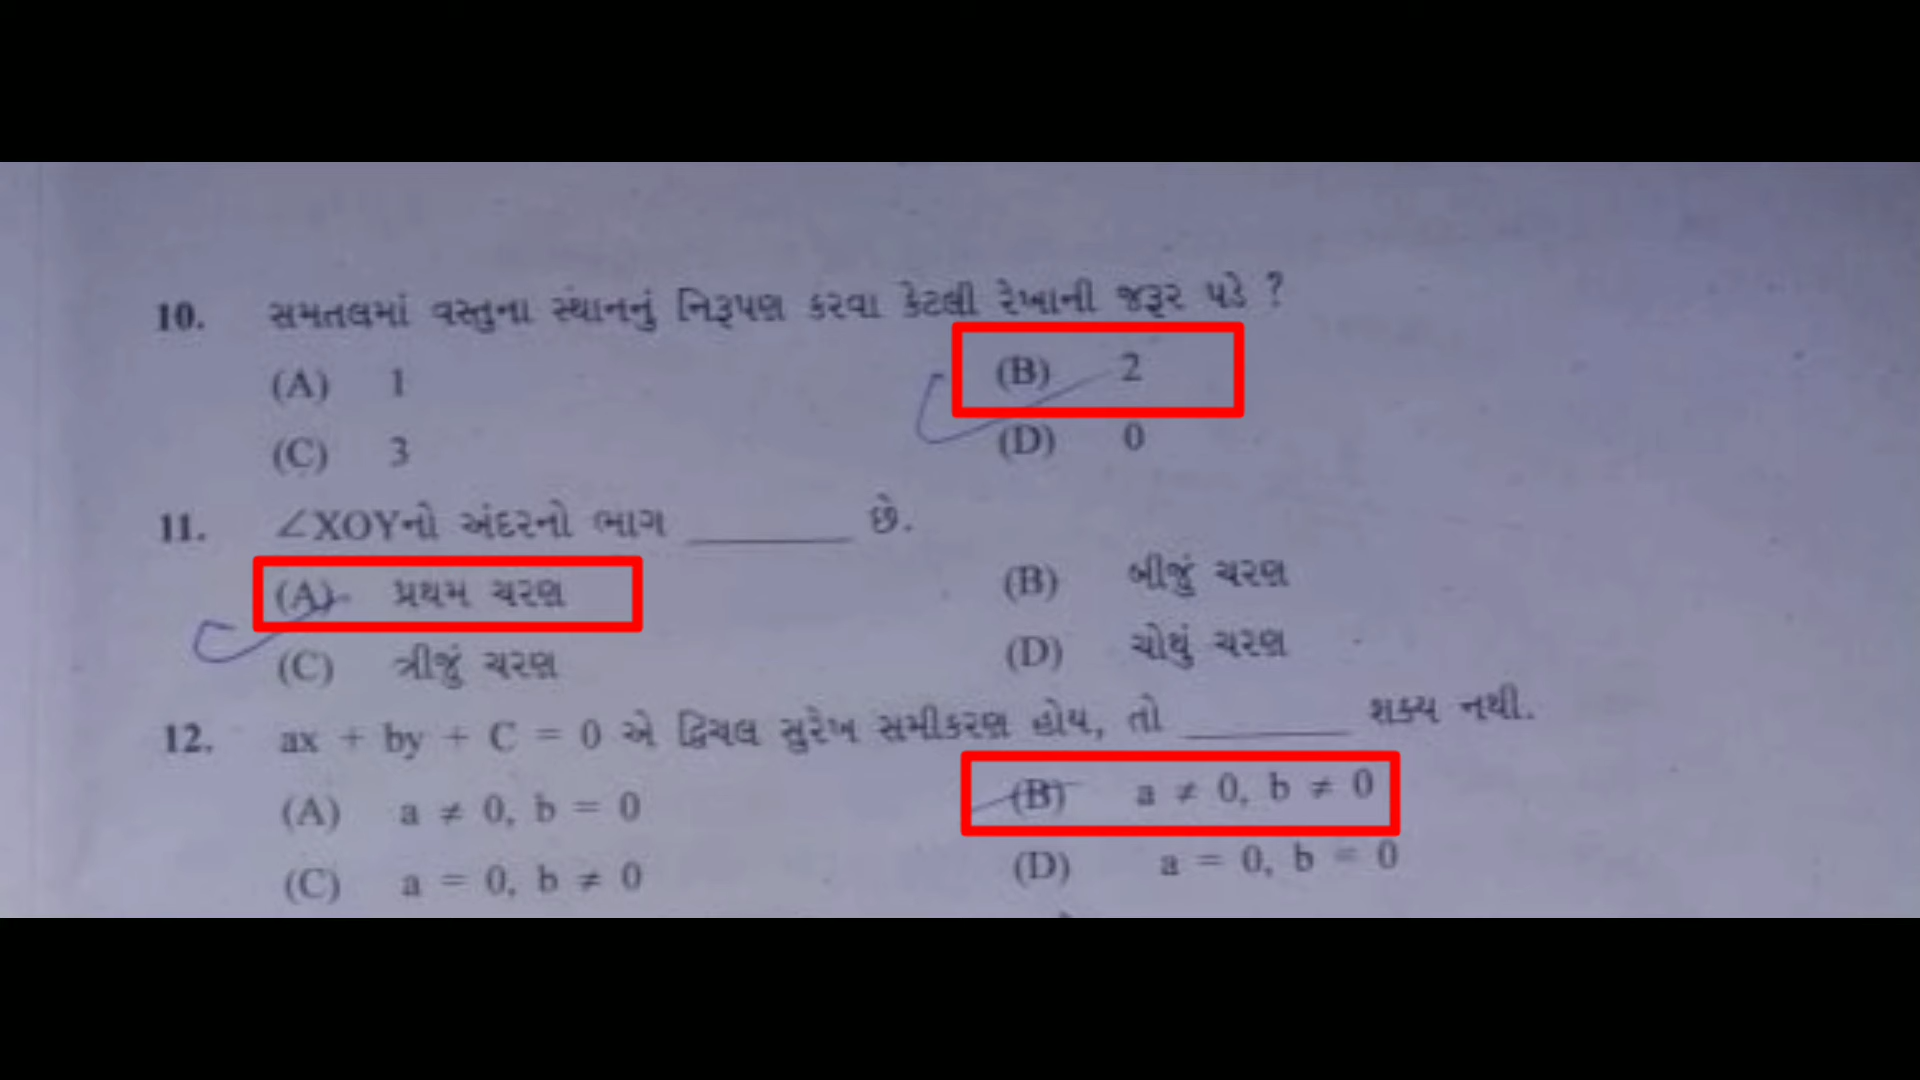 10. સમતલમાં વસ્તુના સ્થાનનું નિરૂપણ કરવા કેટલી રેખાની જરૂર પડે ?
(A) 1 (B) 2
(C) 3 (D) 0
11. ∠XOYનો અંદરનો ભાગ ________ છે.
(A) પ્રથમ ચરણ (B) બીજું ચરણ
(C) ત્રીજું ચરણ (D) ચોથું ચરણ
12. ax + by + C = 0 એ દ્વિચલ સુરેખ સમીકરણ હોય, તો ________ શક્ય નથી.
(A) a ≠ 0, b = 0 (B) a ≠ 0, b ≠ 0
(C) a = 0, b ≠ 0 (D) a = 0, b = 0